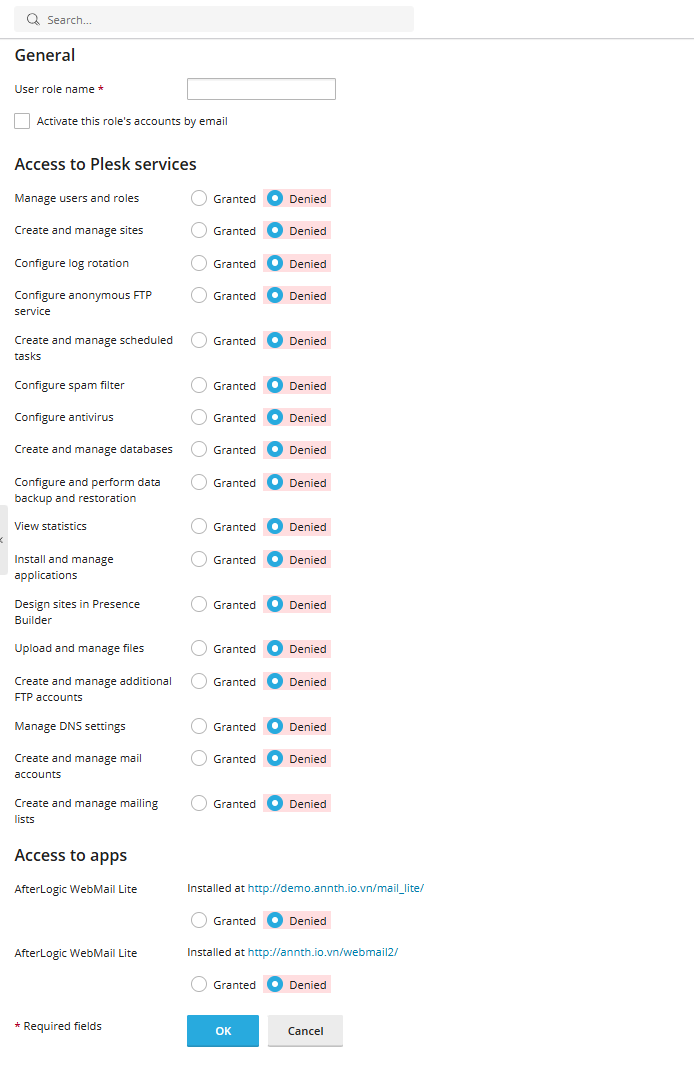 Search...
General
User role name *
Activate this role's accounts by email
Access to Plesk services
Manage users and roles Granted Denied
Create and manage sites Granted Denied
Configure log rotation Granted Denied
Configure anonymous FTP
service Granted Denied
Create and manage scheduled
tasks Granted Denied
Configure spam filter Granted Denied
Configure antivirus Granted Denied
Create and manage databases Granted Denied
Configure and perform data
backup and restoration Granted Denied
View statistics Granted Denied
Install and manage
applications Granted Denied
Design sites in Presence
Builder Granted Denied
Upload and manage files Granted Denied
Create and manage additional
FTP accounts Granted Denied
Manage DNS settings Granted Denied
Create and manage mail
accounts Granted Denied
Create and manage mailing
lists Granted Denied
Access to apps
AfterLogic WebMail Lite Installed at http://demo.annth.io.vn/mail_lite/
Granted Denied
AfterLogic WebMail Lite Installed at http://annth.io.vn/webmail2/
Granted Denied
* Required fields OK Cancel